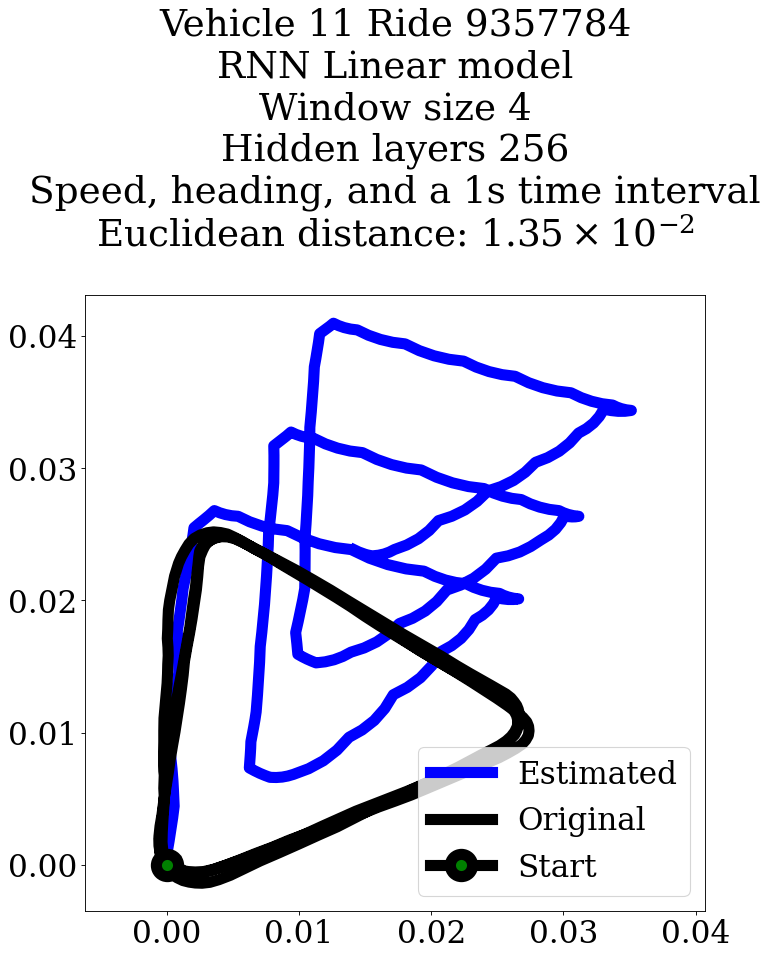 Vehicle 11 Ride 9357784
RNN Linear model
Window size 4
Hidden layers 256
Speed, heading, and a 1s time interval
Euclidean distance: 1.35 × 10⁻²
0.04
0.03
0.02
0.01
0.00
Estimated
Original
Start
0.00 0.01 0.02 0.03 0.04